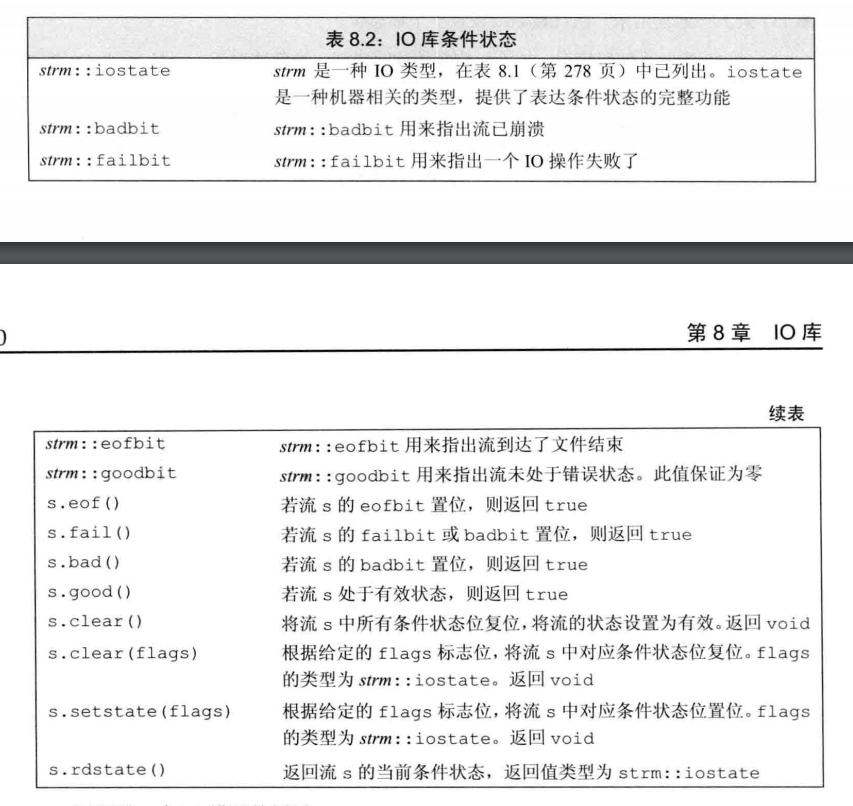 表 8.2：IO 库条件状态
strm::iostate strm 是一种 IO 类型，在表 8.1（第 278 页）中已列出。iostate
是一种机器相关的类型，提供了表达条件状态的完整功能
strm::badbit strm::badbit 用来指出流已崩溃
strm::failbit strm::failbit 用来指出一个 IO 操作失败了
第 8 章 IO 库
续表
strm::eofbit strm::eofbit 用来指出流到达了文件结束
strm::goodbit strm::goodbit 用来指出流未处于错误状态。此值保证为零
s.eof() 若流 s 的 eofbit 置位，则返回 true
s.fail() 若流 s 的 failbit 或 badbit 置位，则返回 true
s.bad() 若流 s 的 badbit 置位，则返回 true
s.good() 若流 s 处于有效状态，则返回 true
s.clear() 将流 s 中所有条件状态位复位，将流的状态设置为有效。返回 void
s.clear(flags) 根据给定的 flags 标志位，将流 s 中对应条件状态位复位。flags
的类型为 strm::iostate。返回 void
s.setstate(flags) 根据给定的 flags 标志位，将流 s 中对应条件状态位置位。flags
的类型为 strm::iostate。返回 void
s.rdstate() 返回流 s 的当前条件状态，返回值类型为 strm::iostate